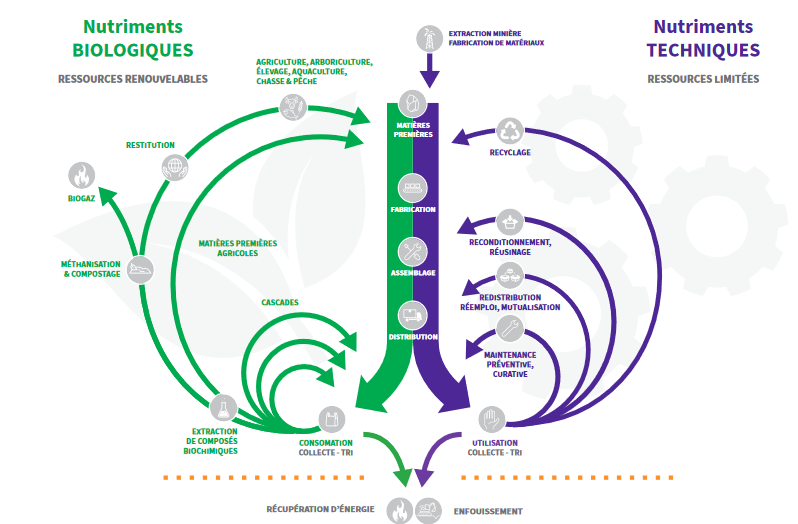 Nutriments
BIOLOGIQUES
RESSOURCES RENOUVELABLES
Nutriments
TECHNIQUES
RESSOURCES LIMITÉES
EXTRACTION MINIÈRE
FABRICATION DE MATÉRIAUX
AGRICULTURE, ARBORICULTURE,
ÉLEVAGE, AQUACULTURE,
CHASSE & PÊCHE
MATIÈRES
PREMIÈRES
RESTITUTION
RECYCLAGE
BIOGAZ
FABRICATION
MATIÈRES PREMIÈRES
AGRICOLES
RECONDITIONNEMENT,
RÉUSINAGE
MÉTHANISATION
& COMPOSTAGE
ASSEMBLAGE
CASCADES
REDISTRIBUTION
RÉEMPLOI, MUTUALISATION
DISTRIBUTION
MAINTENANCE
PRÉVENTIVE,
CURATIVE
EXTRACTION
DE COMPOSÉS
BIOCHIMIQUES
CONSOMATION
COLLECTE - TRI
UTILISATION
COLLECTE - TRI
RÉCUPÉRATION D'ÉNERGIE
ENFOUISSEMENT